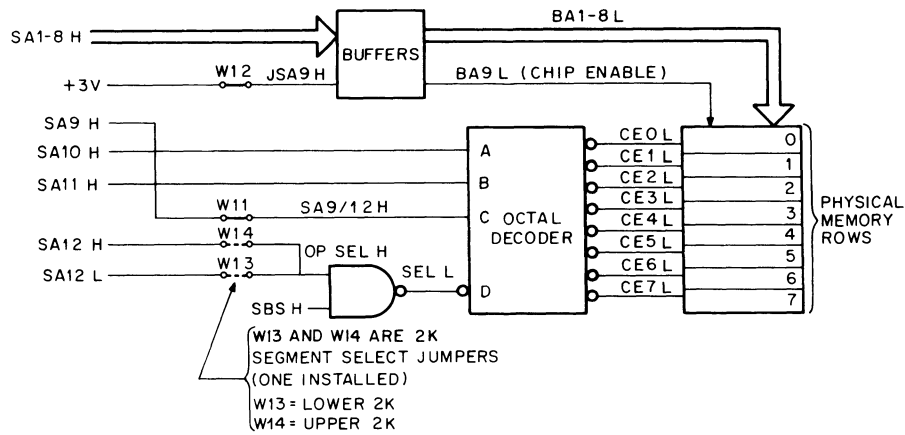 BA1-8 L
SA1-8 H
BUFFERS
W12
JSA9 H
BA9 L (CHIP ENABLE)
+3V
SA9 H
SA10 H
SA11 H
A
B
C
D
OCTAL
DECODER
CE0 L
CE1 L
CE2 L
CE3 L
CE4 L
CE5 L
CE6 L
CE7 L
0
1
2
3
4
5
6
7
PHYSICAL
MEMORY
ROWS
W11
SA9/12 H
W14
SA12 H
OP SEL H
W13
SA12 L
SEL L
SBS H
W13 AND W14 ARE 2K
SEGMENT SELECT JUMPERS
(ONE INSTALLED)
W13 = LOWER 2K
W14 = UPPER 2K